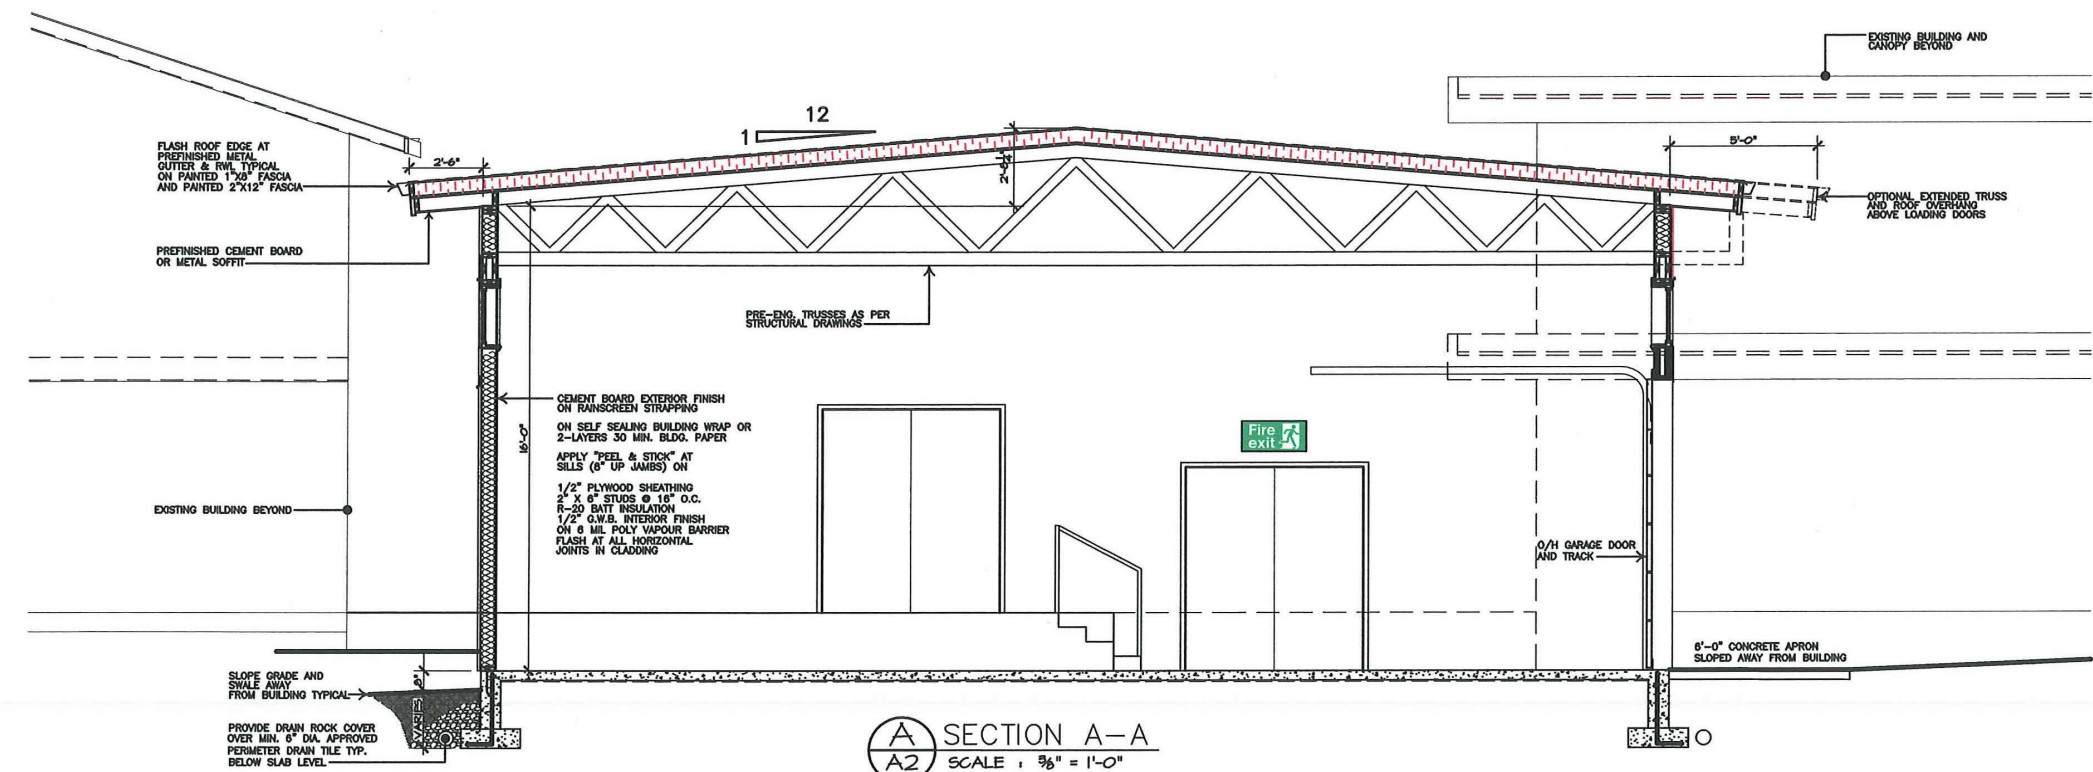 EXISTING BUILDING AND
CANOPY BEYOND
12
1
FLASH ROOF EDGE AT
PREFINISHED METAL
GUTTER & RWL TYPICAL
ON PAINTED 1"X8" FASCIA
AND PAINTED 2"X12" FASCIA
2'-6"
5'-0"
OPTIONAL EXTENDED TRUSS
AND ROOF OVERHANG
ABOVE LOADING DOORS
PREFINISHED CEMENT BOARD
OR METAL SOFFIT
PRE-ENG. TRUSSES AS PER
STRUCTURAL DRAWINGS
16'-0"
CEMENT BOARD EXTERIOR FINISH
ON RAINSCREEN STRAPPING
ON SELF SEALING BUILDING WRAP OR
2-LAYERS 30 MIN. BLDG. PAPER
APPLY "PEEL & STICK" AT
SILLS (8" UP JAMBS) ON
1/2" PLYWOOD SHEATHING
2" X 6" STUDS @ 16" O.C.
R-20 BATT INSULATION
1/2" G.W.B. INTERIOR FINISH
ON 6 MIL POLY VAPOUR BARRIER
FLASH AT ALL HORIZONTAL
JOINTS IN CLADDING
Fire
exit
EXISTING BUILDING BEYOND
O/H GARAGE DOOR
AND TRACK
6'-0" CONCRETE APRON
SLOPED AWAY FROM BUILDING
SLOPE GRADE AND
SWALE AWAY
FROM BUILDING TYPICAL
8"
VARIES
PROVIDE DRAIN ROCK COVER
OVER MIN. 6" DIA. APPROVED
PERIMETER DRAIN TILE TYP.
BELOW SLAB LEVEL
A
A2
SECTION A-A
SCALE : 3/8" = 1'-0"